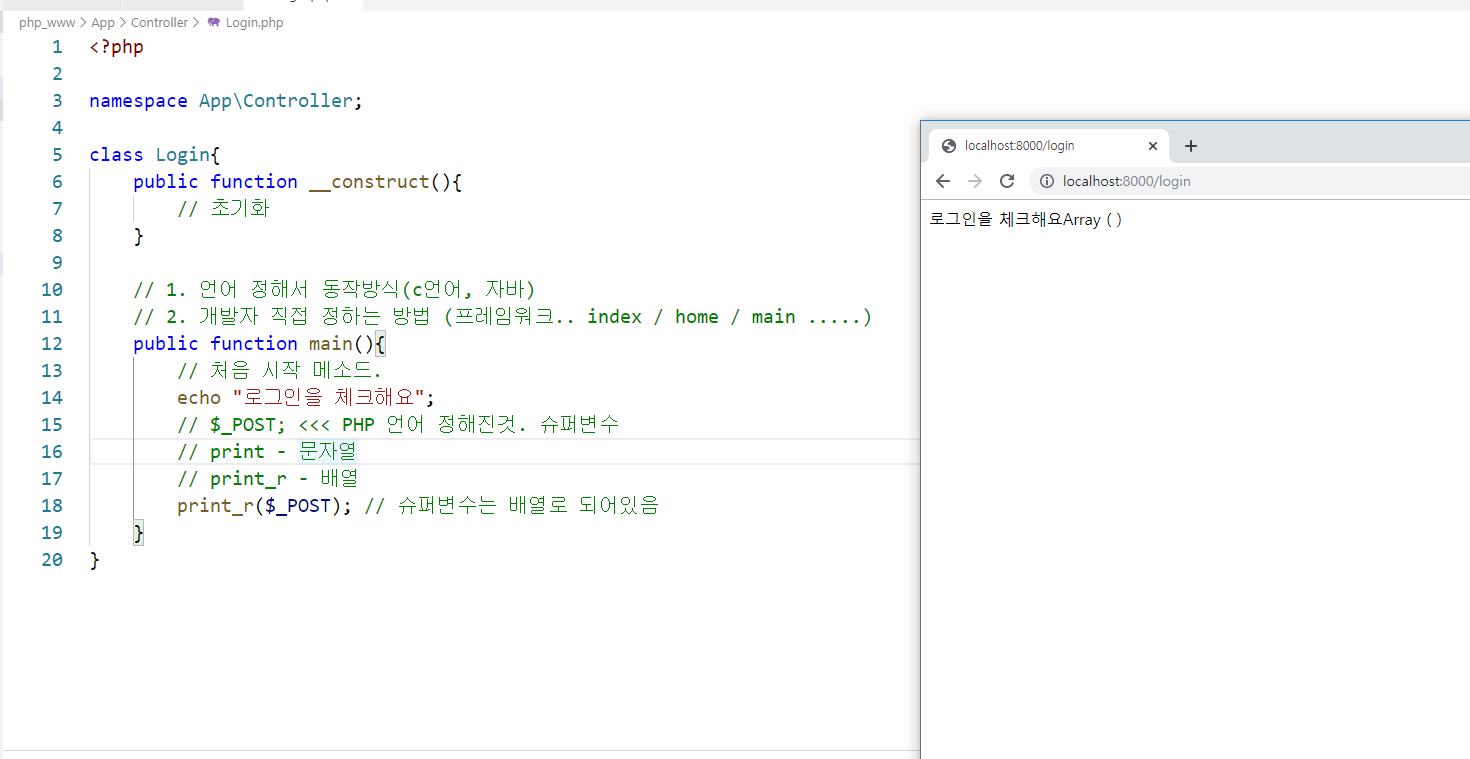 php_www > App > Controller > Login.php
1 <?php
2
3 namespace App\Controller;
4
5 class Login{
6 public function __construct(){
7 // 초기화
8 }
9
10 // 1. 언어 정해서 동작방식(c언어, 자바)
11 // 2. 개발자 직접 정하는 방법 (프레임워크.. index / home / main .....)
12 public function main(){
13 // 처음 시작 메소드.
14 echo "로그인을 체크해요";
15 // $_POST; <<< PHP 언어 정해진것. 슈퍼변수
16 // print - 문자열
17 // print_r - 배열
18 print_r($_POST); // 슈퍼변수는 배열로 되어있음
19 }
20 }
localhost:8000/login
localhost:8000/login
로그인을 체크해요Array ( )